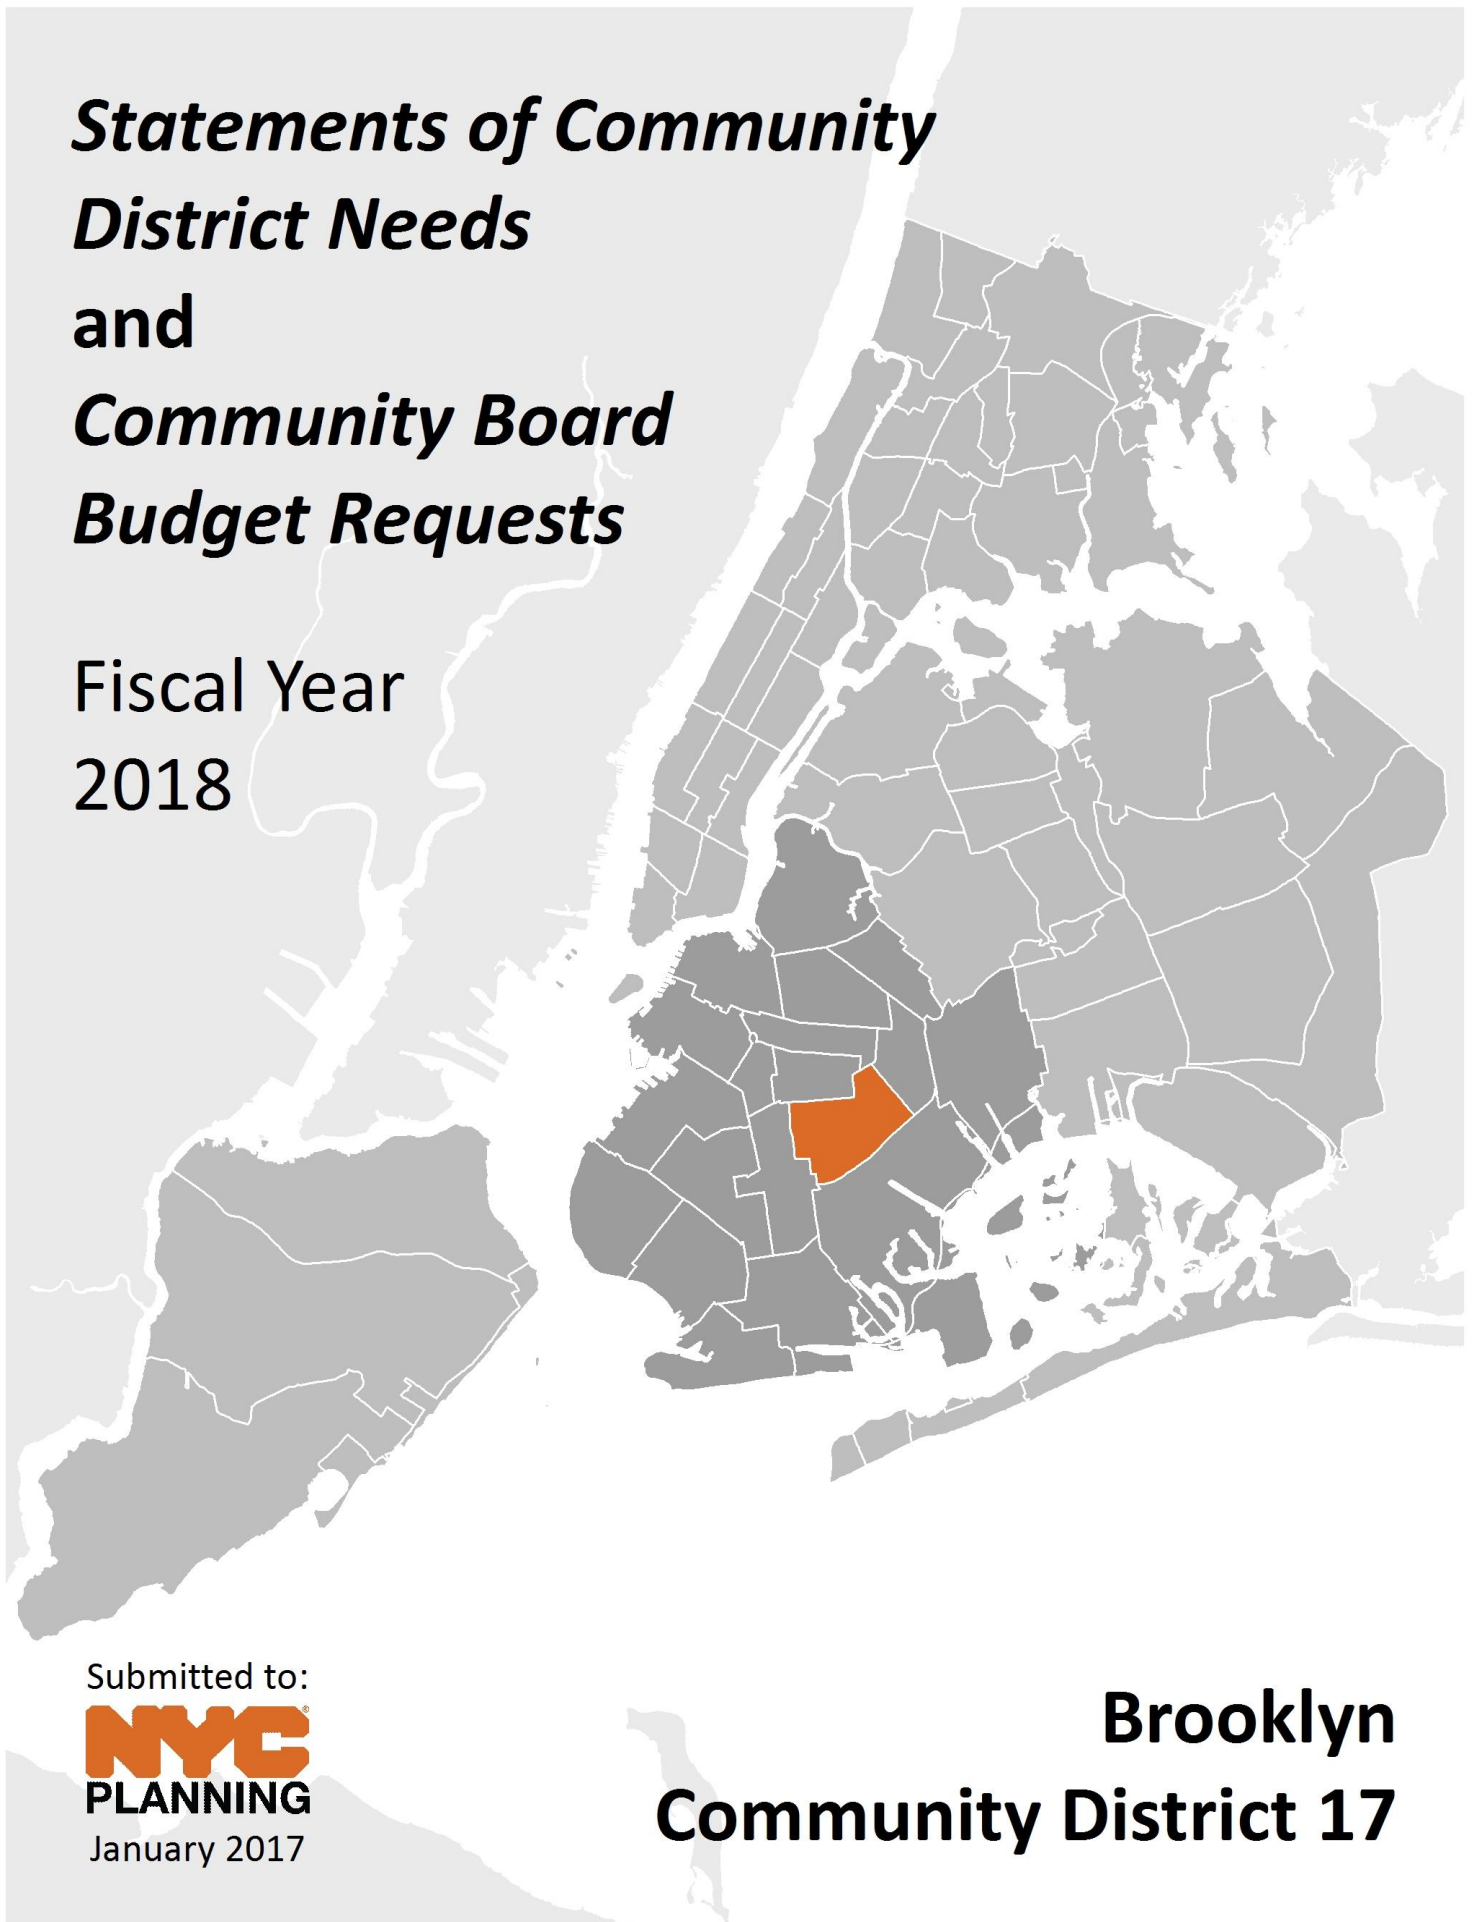 Statements of Community
District Needs
and
Community Board
Budget Requests
Fiscal Year
2018
Submitted to:
NYC®
PLANNING
January 2017
Brooklyn
Community District 17